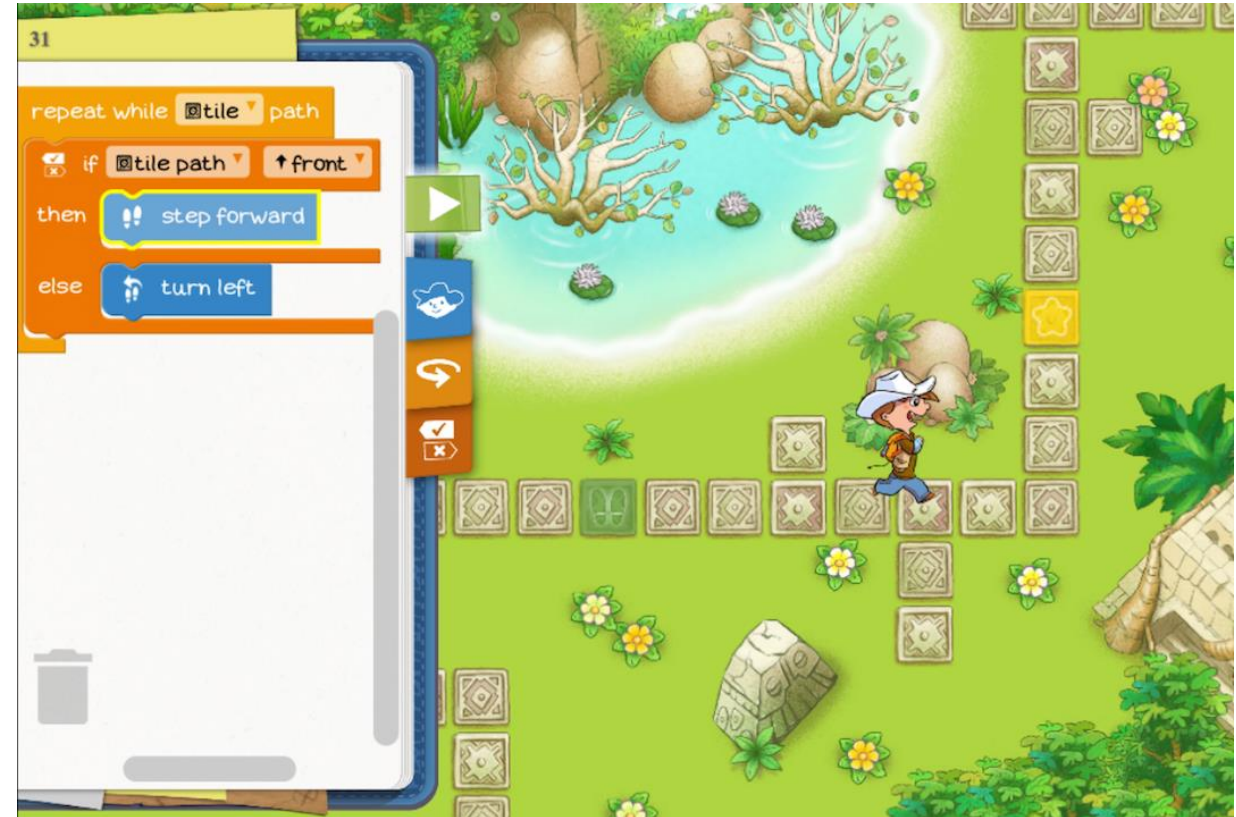 31
repeat while tile path
if tile path front
then step forward
else turn left